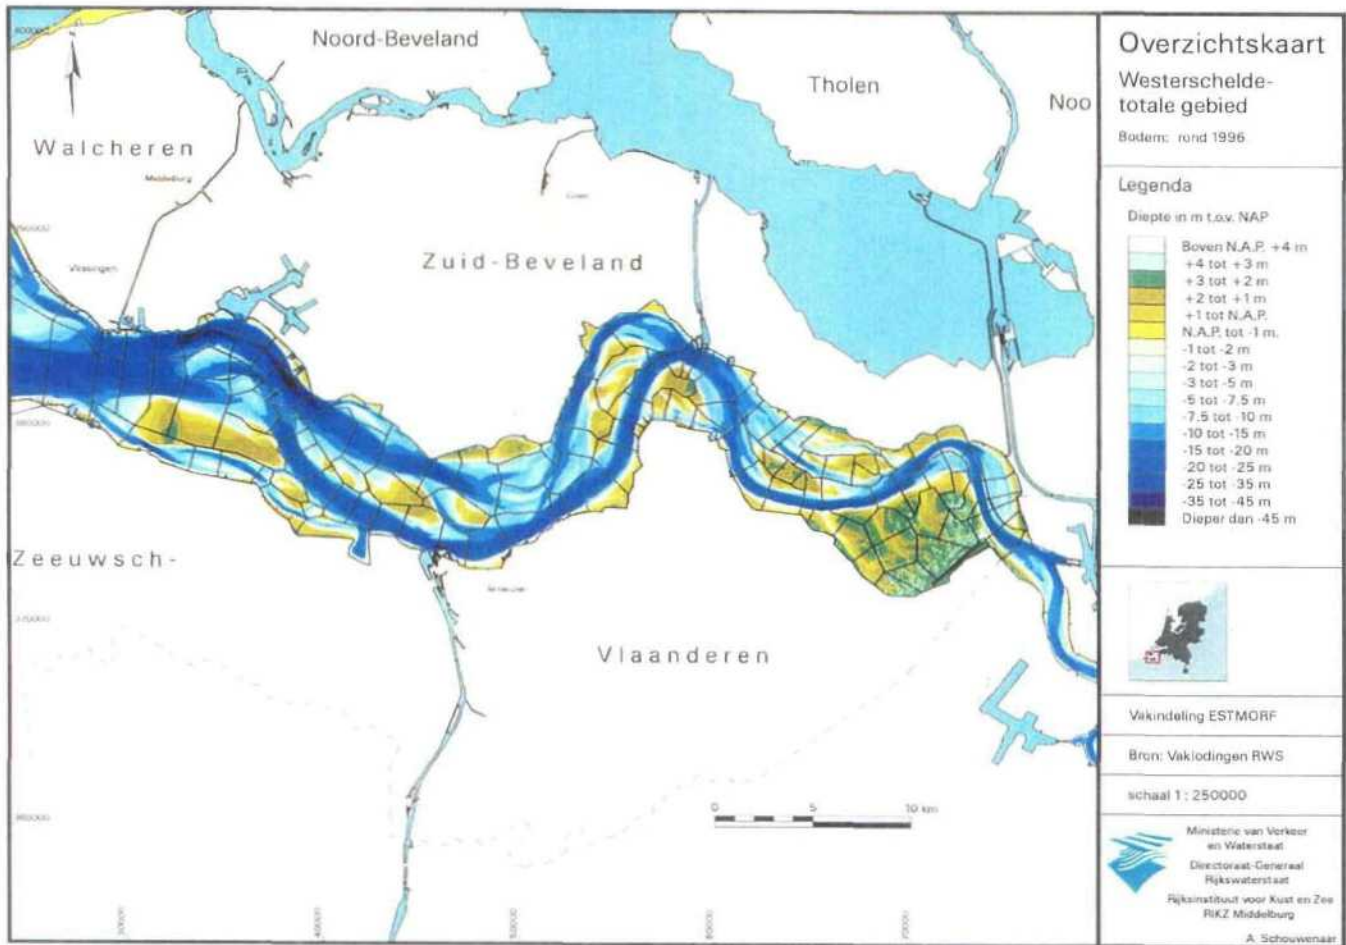 Noord-Beveland
Tholen
Noo
Walcheren
Middelburg
Goes
Zuid-Beveland
Vlissingen
Zeeuwsch-
Terneuzen
Vlaanderen
0 5 10 km
Overzichtskaart
Westerschelde-
totale gebied
Bodem: rond 1996
Legenda
Diepte in m t.o.v. NAP
Boven N.A.P. +4 m
+4 tot +3 m
+3 tot +2 m
+2 tot +1 m
+1 tot N.A.P.
N.A.P. tot -1 m.
-1 tot -2 m
-2 tot -3 m
-3 tot -5 m
-5 tot -7.5 m
-7.5 tot -10 m
-10 tot -15 m
-15 tot -20 m
-20 tot -25 m
-25 tot -35 m
-35 tot -45 m
Dieper dan -45 m
Vakindeling ESTMORF
Bron: Vaklodingen RWS
schaal 1 : 250000
Ministerie van Verkeer
en Waterstaat
Directoraat-Generaal
Rijkswaterstaat
Rijksinstituut voor Kust en Zee
RIKZ Middelburg
A. Schouwenaar